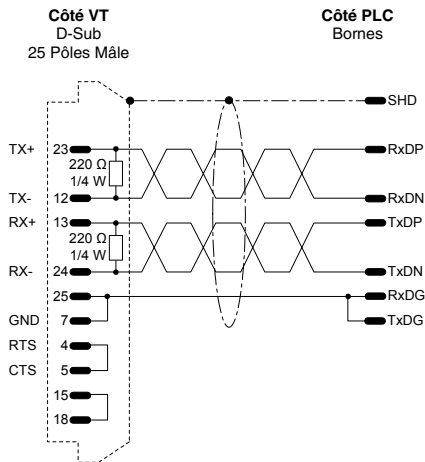 Côté VT
D-Sub
25 Pôles Mâle
Côté PLC
Bornes
SHD
TX+ 23 RxDP
220 Ω
1/4 W
TX- 12 RxDN
RX+ 13 TxDP
220 Ω
1/4 W
RX- 24 TxDN
25 RxDG
GND 7 TxDG
RTS 4
CTS 5
15
18